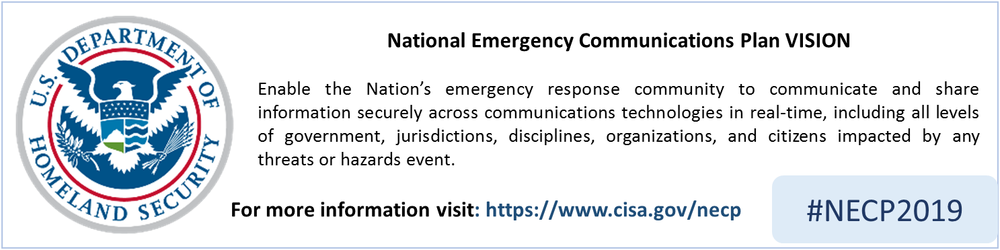 U.S. DEPARTMENT OF
HOMELAND SECURITY
National Emergency Communications Plan VISION
Enable the Nation’s emergency response community to communicate and share
information securely across communications technologies in real-time, including all levels
of government, jurisdictions, disciplines, organizations, and citizens impacted by any
threats or hazards event.
For more information visit: https://www.cisa.gov/necp
#NECP2019